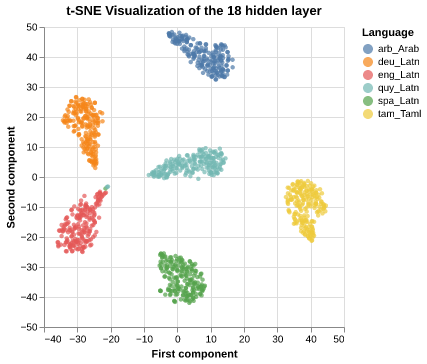 t-SNE Visualization of the 18 hidden layer
50
40
30
20
10
0
−10
−20
−30
−40
−50
Second component
−40 −30 −20 −10 0 10 20 30 40 50
First component
Language
arb_Arab
deu_Latn
eng_Latn
quy_Latn
spa_Latn
tam_Taml